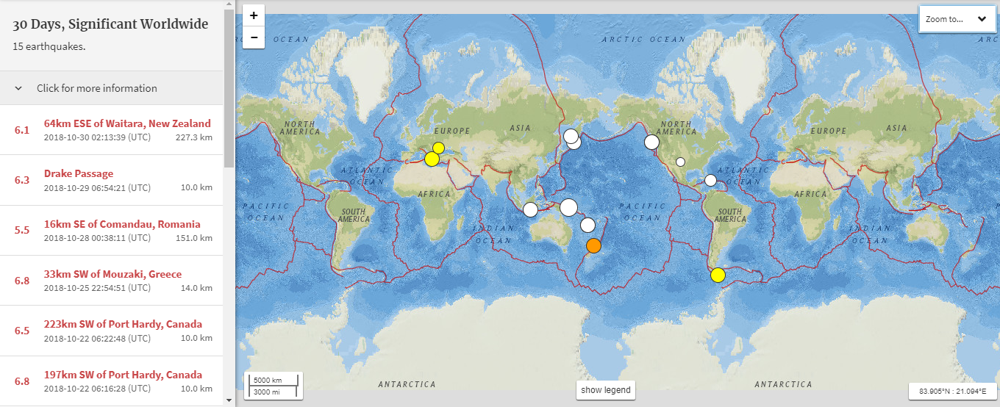 30 Days, Significant Worldwide
15 earthquakes.
Click for more information
6.1
64km ESE of Waitara, New Zealand
2018-10-30 02:13:39 (UTC) 227.3 km
6.3
Drake Passage
2018-10-29 06:54:21 (UTC) 10.0 km
5.5
16km SE of Comandau, Romania
2018-10-28 00:38:11 (UTC) 151.0 km
6.8
33km SW of Mouzaki, Greece
2018-10-25 22:54:51 (UTC) 14.0 km
6.5
223km SW of Port Hardy, Canada
2018-10-22 06:22:48 (UTC) 10.0 km
6.8
197km SW of Port Hardy, Canada
2018-10-22 06:16:28 (UTC) 10.0 km
+
−
Zoom to...
OCEAN
ARCTIC OCEAN
ARC
NORTH
AMERICA
EUROPE
ASIA
NORTH
AMERICA
EUROPE
ASIA
ATLANTIC
OCEAN
ATLANTIC
OCEAN
AFRICA
AFRICA
PACIFIC
OCEAN
SOUTH
AMERICA
INDIAN
OCEAN
PACIFIC
OCEAN
SOUTH
AMERICA
INDIAN
OCEAN
ANTARCTICA
ANTARCTICA
5000 km
3000 mi
show legend
83.905°N : 21.094°E